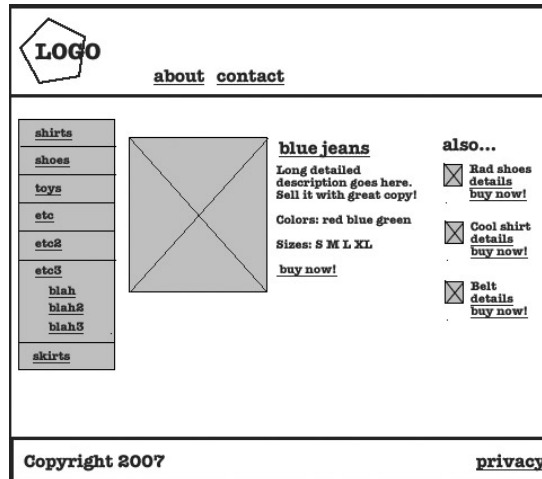 LOGO
about contact
shirts
shoes
toys
etc
etc2
etc3
blah
blah2
blah3
skirts
blue jeans
Long detailed
description goes here.
Sell it with great copy!
Colors: red blue green
Sizes: S M L XL
buy now!
also...
Rad shoes
details
buy now!
Cool shirt
details
buy now!
Belt
details
buy now!
Copyright 2007
privacy